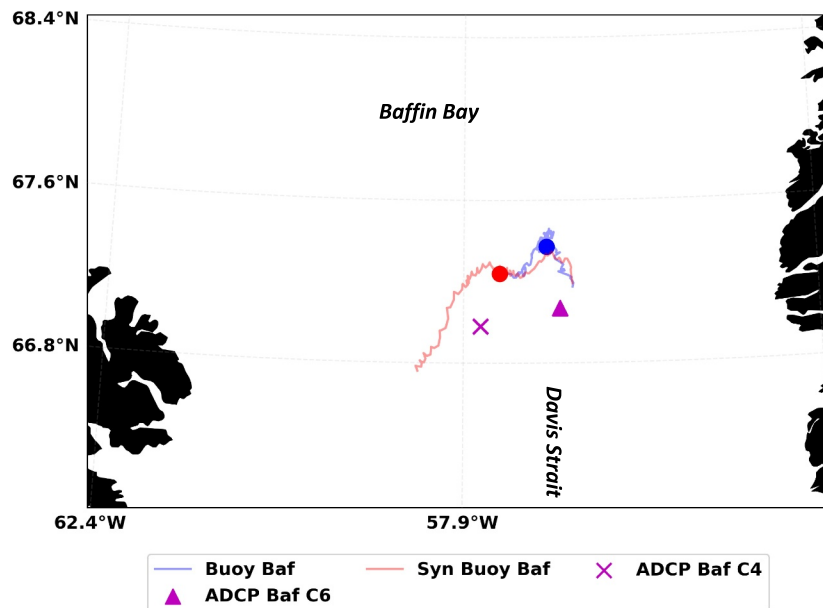 68.4°N
Baffin Bay
67.6°N
66.8°N
Davis Strait
62.4°W 57.9°W
Buoy Baf Syn Buoy Baf ADCP Baf C4
ADCP Baf C6